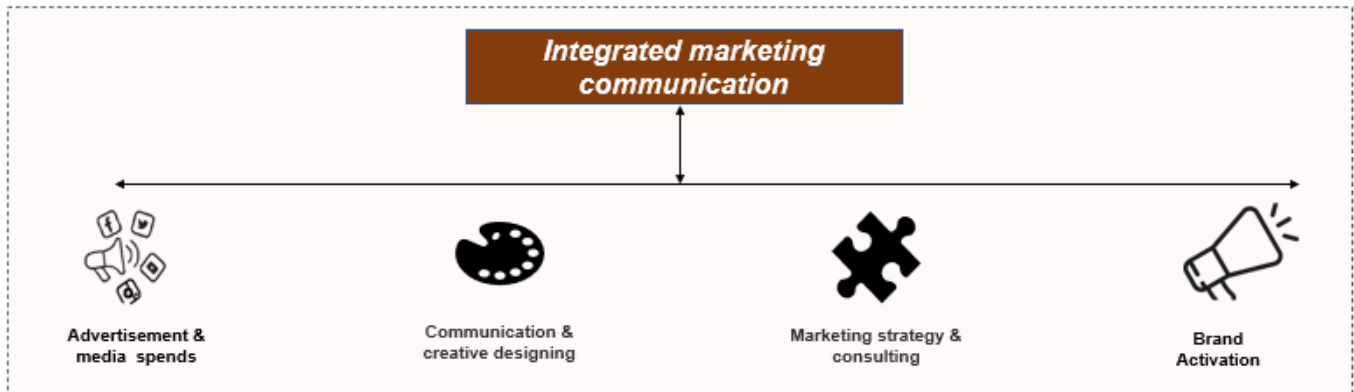 Integrated marketing
communication
Advertisement &
media spends
Communication &
creative designing
Marketing strategy &
consulting
Brand
Activation